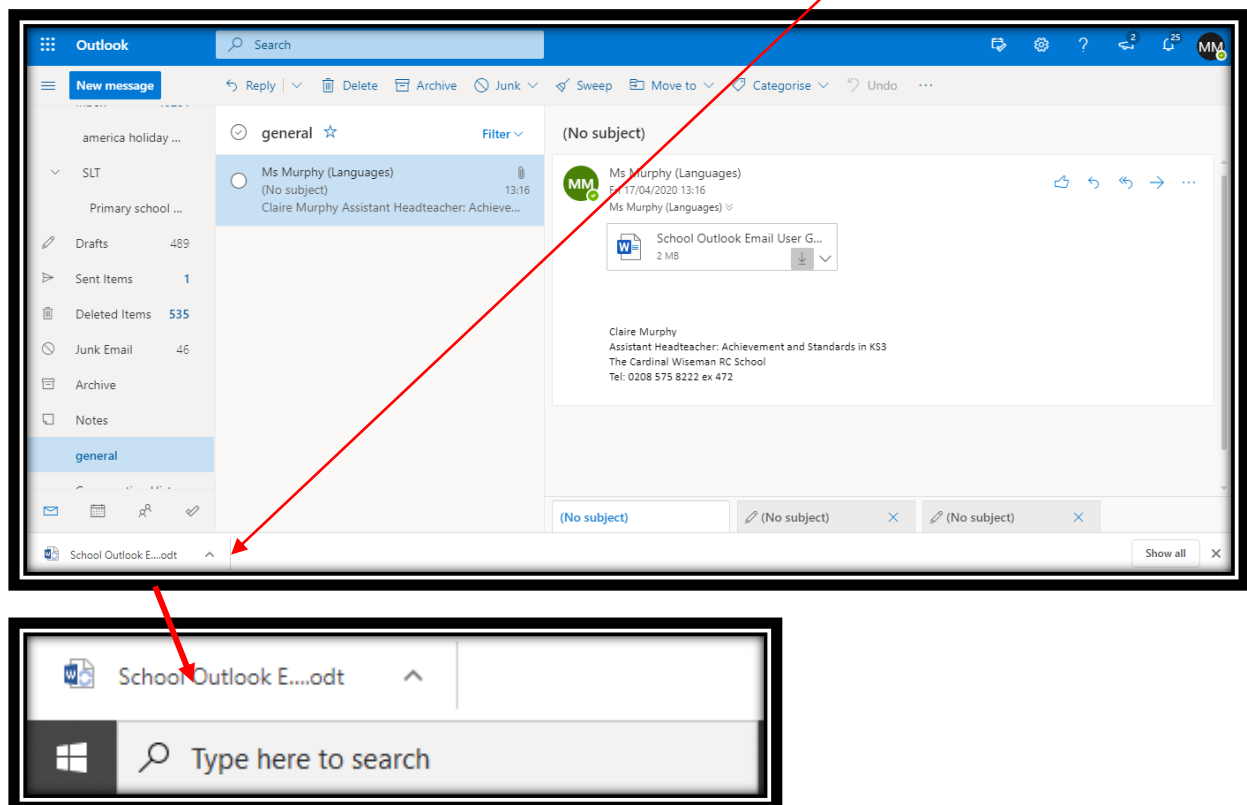 Outlook
Search
2
25
MM
New message
Reply
Delete
Archive
Junk
Sweep
Move to
Categorise
Undo
...
america holiday ...
SLT
Primary school ...
Drafts 489
Sent Items 1
Deleted Items 535
Junk Email 46
Archive
Notes
general
general
Filter
Ms Murphy (Languages)
(No subject) 13:16
Claire Murphy Assistant Headteacher: Achieve...
(No subject)
MM
Ms Murphy (Languages)
Fri 17/04/2020 13:16
Ms Murphy (Languages)
School Outlook Email User G...
2 MB
Claire Murphy
Assistant Headteacher: Achievement and Standards in KS3
The Cardinal Wiseman RC School
Tel: 0208 575 8222 ex 472
(No subject)
(No subject)
(No subject)
School Outlook E....odt
Show all
School Outlook E....odt
Type here to search